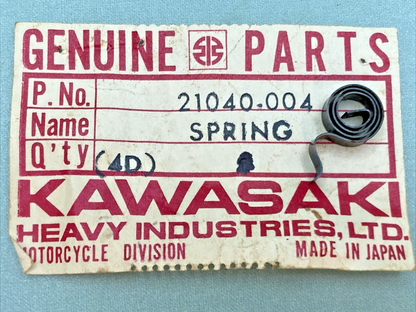 GENUINE PARTS
P. No. 21040-004
Name SPRING
Q'ty (4D)
KAWASAKI
HEAVY INDUSTRIES, LTD.
MOTORCYCLE DIVISION MADE IN JAPAN